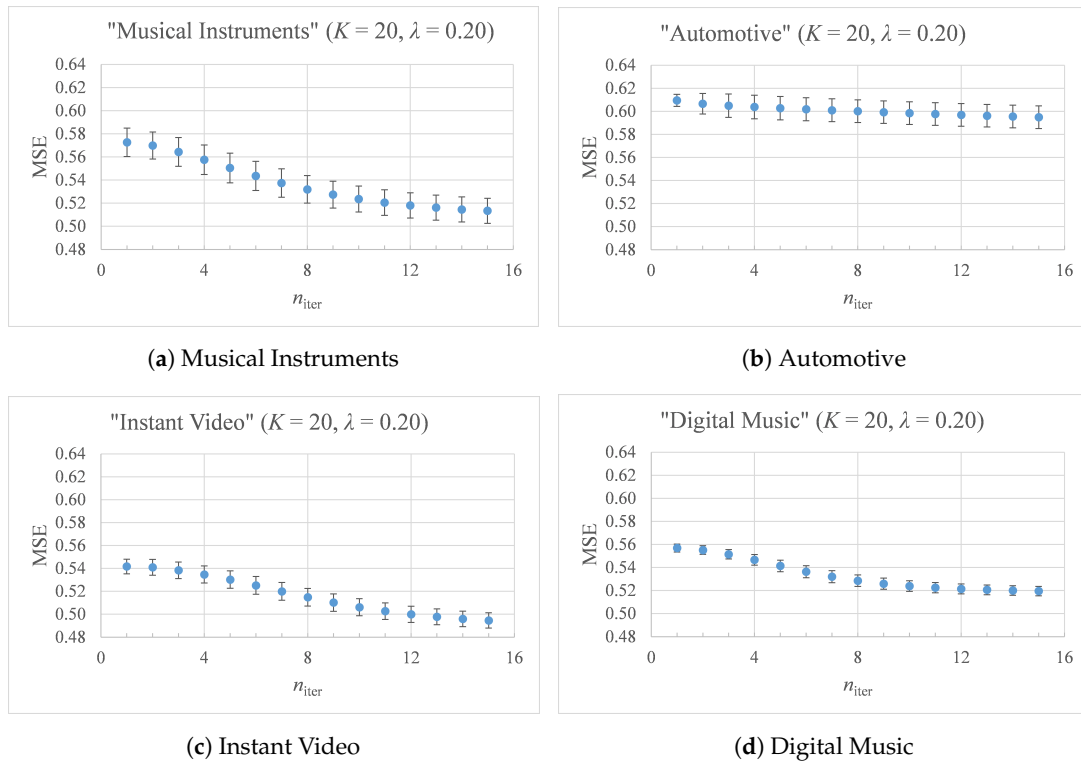 "Musical Instruments" (K = 20, λ = 0.20)
0.64
0.62
0.60
0.58
0.56
0.54
0.52
0.50
0.48
MSE
0 4 8 12 16
n_iter
(a) Musical Instruments
"Automotive" (K = 20, λ = 0.20)
0.64
0.62
0.60
0.58
0.56
0.54
0.52
0.50
0.48
MSE
0 4 8 12 16
n_iter
(b) Automotive
"Instant Video" (K = 20, λ = 0.20)
0.64
0.62
0.60
0.58
0.56
0.54
0.52
0.50
0.48
MSE
0 4 8 12 16
n_iter
(c) Instant Video
"Digital Music" (K = 20, λ = 0.20)
0.64
0.62
0.60
0.58
0.56
0.54
0.52
0.50
0.48
MSE
0 4 8 12 16
n_iter
(d) Digital Music